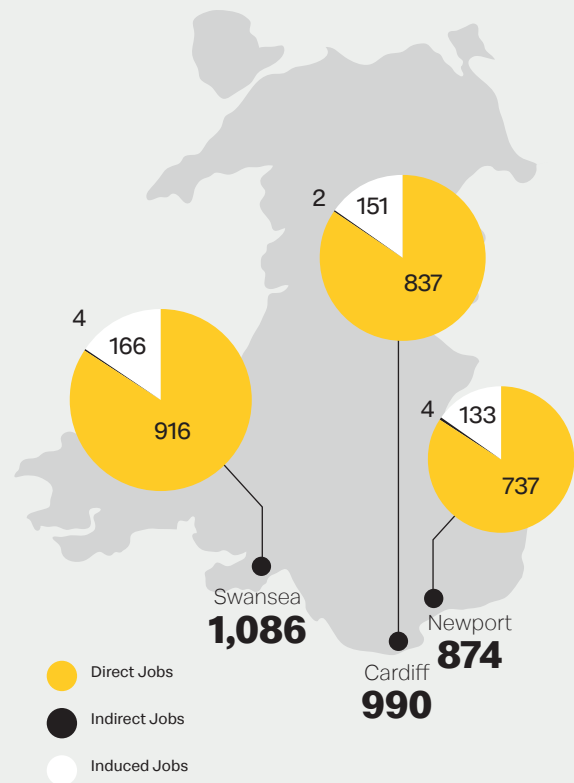 2
151
837
4
166
916
4
133
737
Swansea
1,086
Newport
874
Cardiff
990
Direct Jobs
Indirect Jobs
Induced Jobs